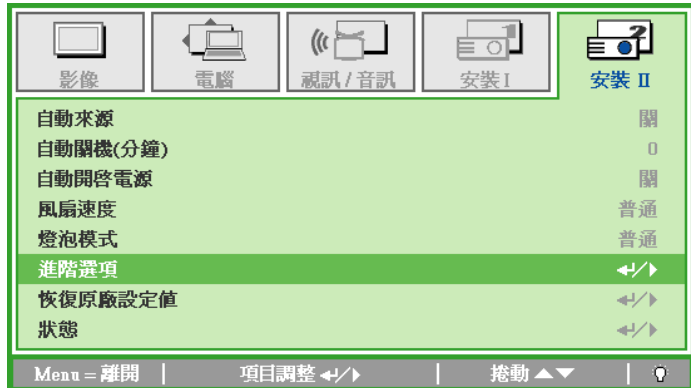 影像 電腦 視訊 / 音訊 安裝 I 安裝 II
自動來源 關
自動關機(分鐘) 0
自動開啓電源 關
風扇速度 普通
燈泡模式 普通
進階選項
恢復原廠設定值
狀態
Menu = 離開 項目調整 捲動